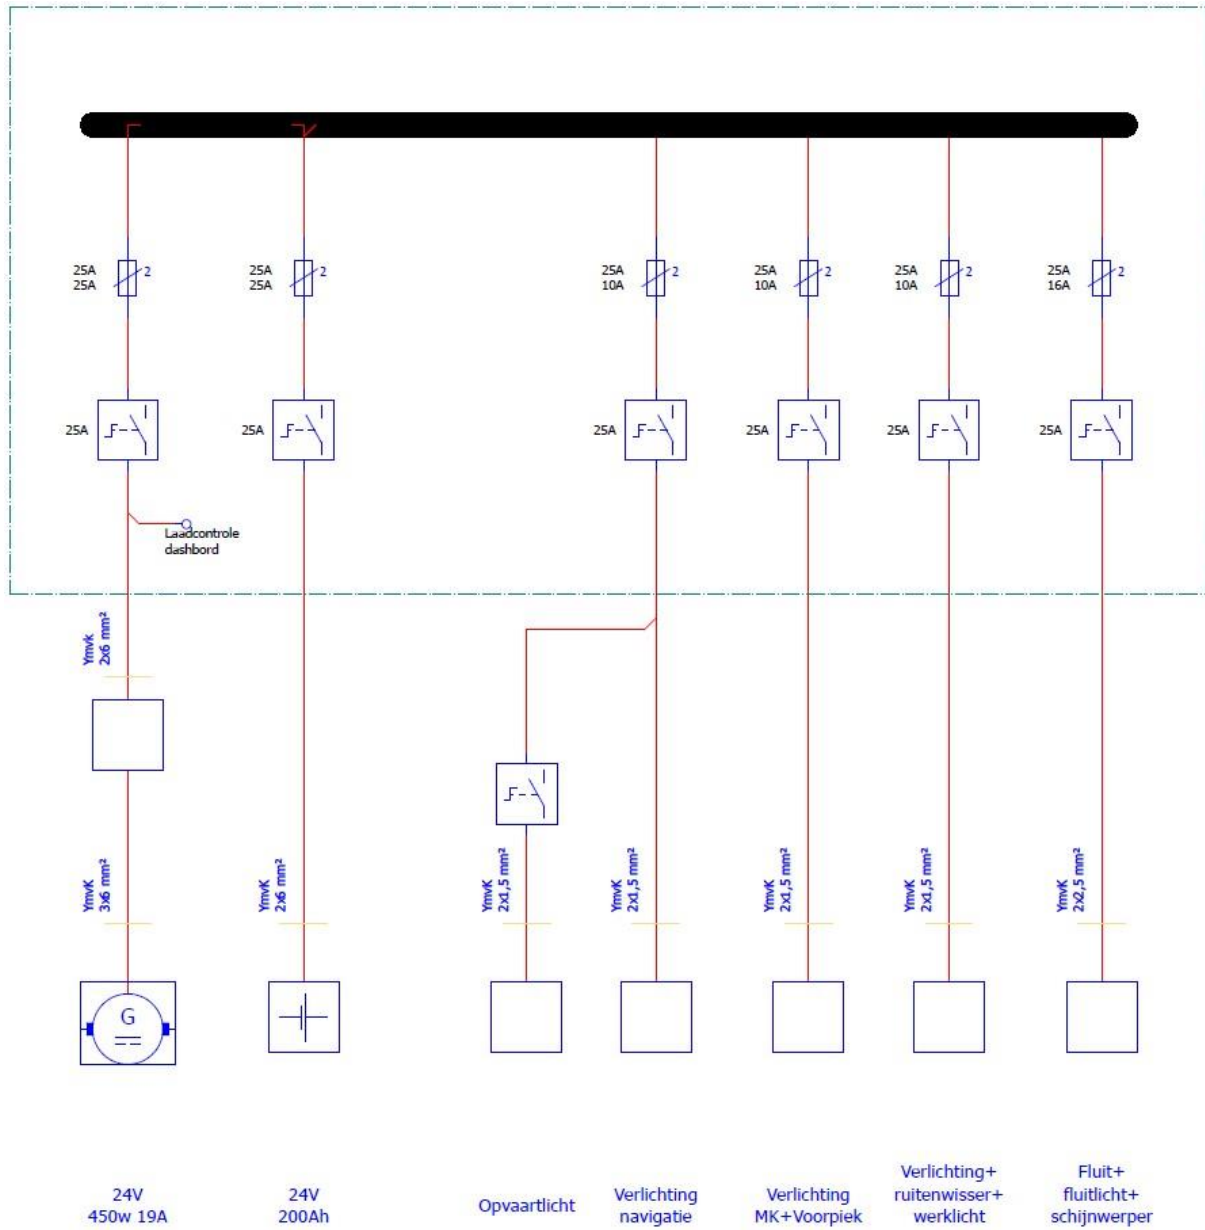 25A
25A
2
25A
25A
2
25A
10A
2
25A
10A
2
25A
10A
2
25A
16A
2
25A
25A
25A
25A
25A
25A
Laadcontrole
dashbord
Ymvk
2x6 mm²
YmvK
3x6 mm²
YmvK
2x6 mm²
YmvK
2x1,5 mm²
YmvK
2x1,5 mm²
YmvK
2x1,5 mm²
YmvK
2x1,5 mm²
YmvK
2x2,5 mm²
G
24V
450w 19A
24V
200Ah
Opvaartlicht
Verlichting
navigatie
Verlichting
MK+Voorpiek
Verlichting+
ruitenwisser+
werklicht
Fluit+
fluitlicht+
schijnwerper